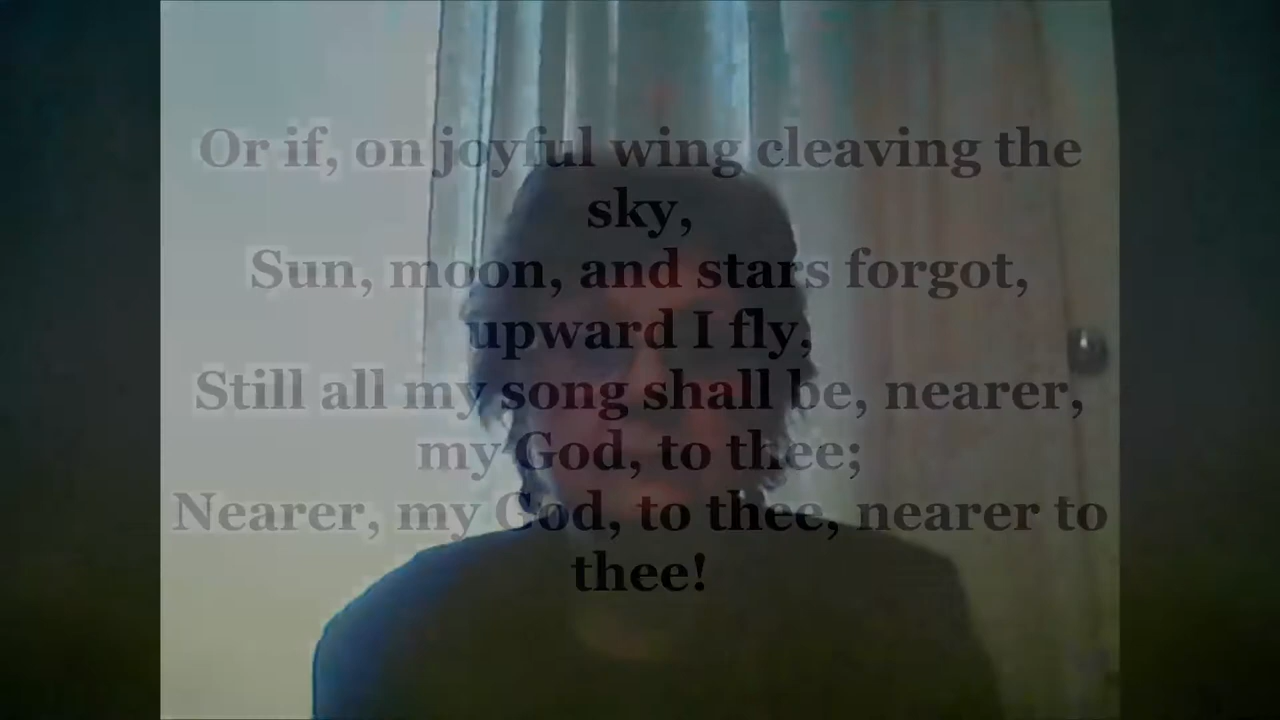 Or if, on joyful wing cleaving the
sky,
Sun, moon, and stars forgot,
upward I fly,
Still all my song shall be, nearer,
my God, to thee;
Nearer, my God, to thee, nearer to
thee!